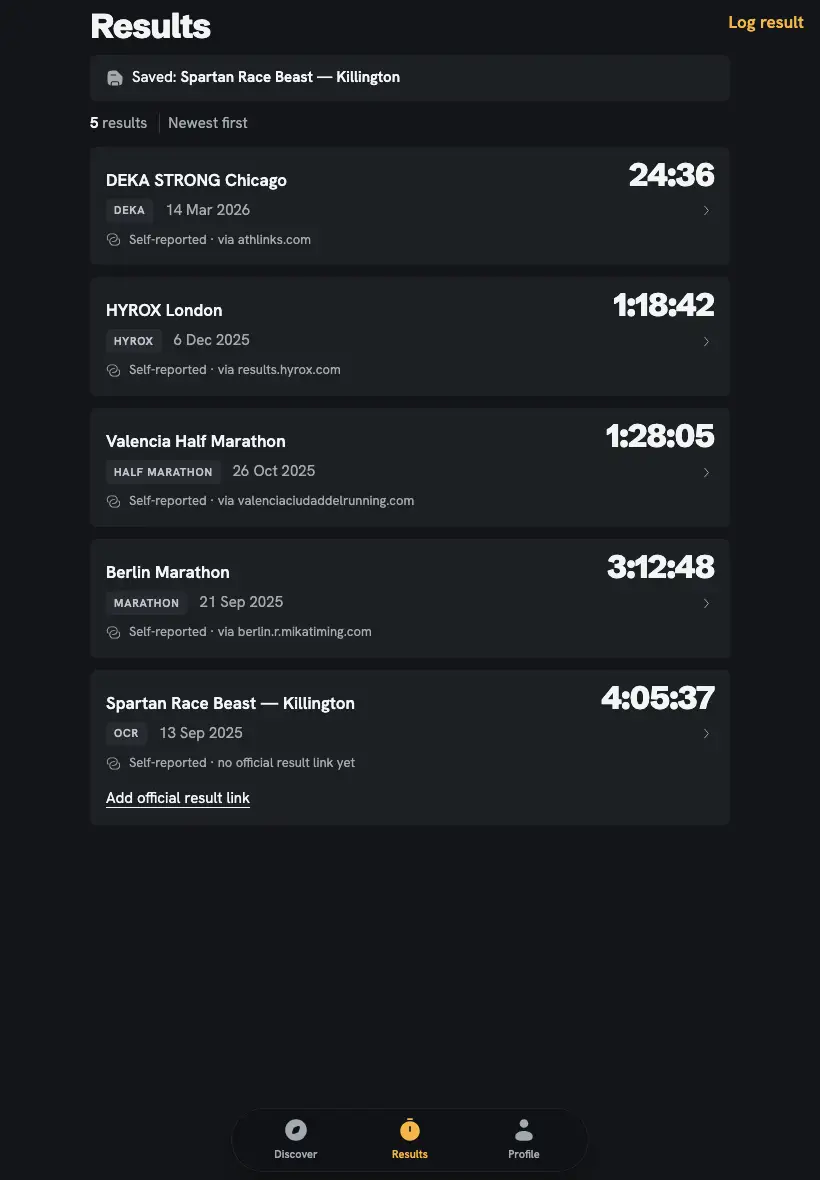 Results
Log result
Saved: Spartan Race Beast — Killington
5 results
Newest first
DEKA STRONG Chicago
24:36
DEKA
14 Mar 2026
Self-reported · via athlinks.com
HYROX London
1:18:42
HYROX
6 Dec 2025
Self-reported · via results.hyrox.com
Valencia Half Marathon
1:28:05
HALF MARATHON
26 Oct 2025
Self-reported · via valenciaciudaddelrunning.com
Berlin Marathon
3:12:48
MARATHON
21 Sep 2025
Self-reported · via berlin.r.mikatiming.com
Spartan Race Beast — Killington
4:05:37
OCR
13 Sep 2025
Self-reported · no official result link yet
Add official result link
Discover
Results
Profile